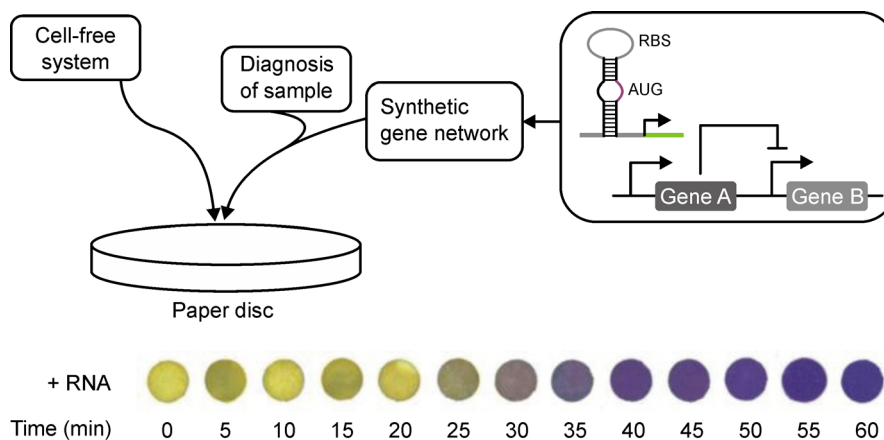 Cell-free
system
Diagnosis
of sample
Synthetic
gene network
RBS
AUG
Gene A
Gene B
Paper disc
+ RNA
Time (min) 0 5 10 15 20 25 30 35 40 45 50 55 60